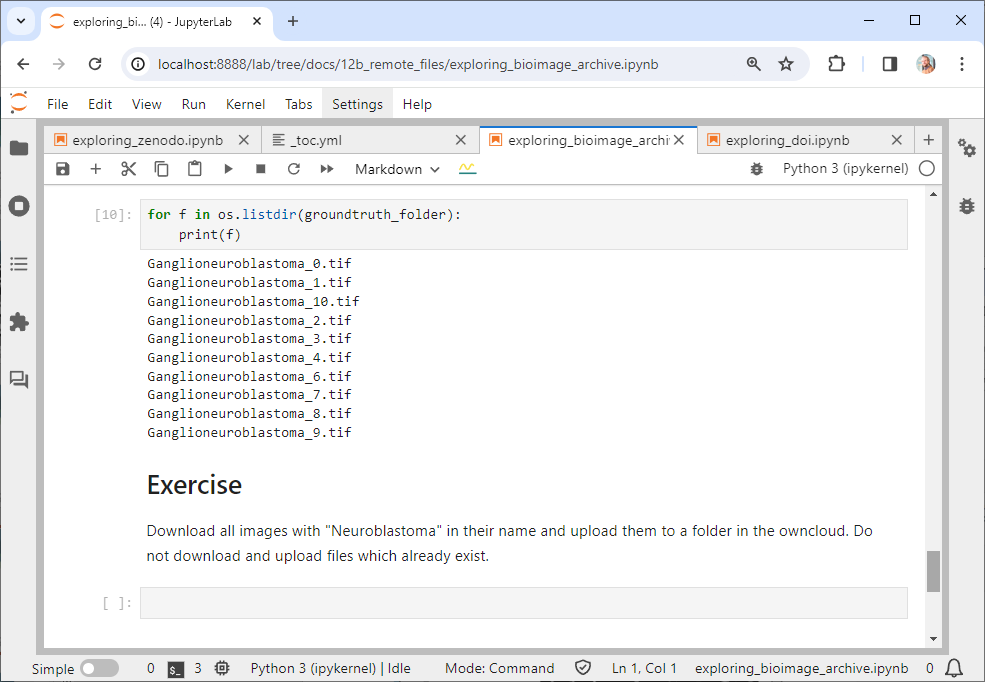 exploring_bi... (4) - JupyterLab
localhost:8888/lab/tree/docs/12b_remote_files/exploring_bioimage_archive.ipynb
File Edit View Run Kernel Tabs Settings Help
exploring_zenodo.ipynb _toc.yml exploring_bioimage_archi exploring_doi.ipynb
Markdown Python 3 (ipykernel)
[10]: for f in os.listdir(groundtruth_folder):
print(f)
Ganglioneuroblastoma_0.tif
Ganglioneuroblastoma_1.tif
Ganglioneuroblastoma_10.tif
Ganglioneuroblastoma_2.tif
Ganglioneuroblastoma_3.tif
Ganglioneuroblastoma_4.tif
Ganglioneuroblastoma_6.tif
Ganglioneuroblastoma_7.tif
Ganglioneuroblastoma_8.tif
Ganglioneuroblastoma_9.tif
Exercise
Download all images with "Neuroblastoma" in their name and upload them to a folder in the owncloud. Do
not download and upload files which already exist.
[ ]:
Simple 0 $_ 3 Python 3 (ipykernel) | Idle Mode: Command Ln 1, Col 1 exploring_bioimage_archive.ipynb 0